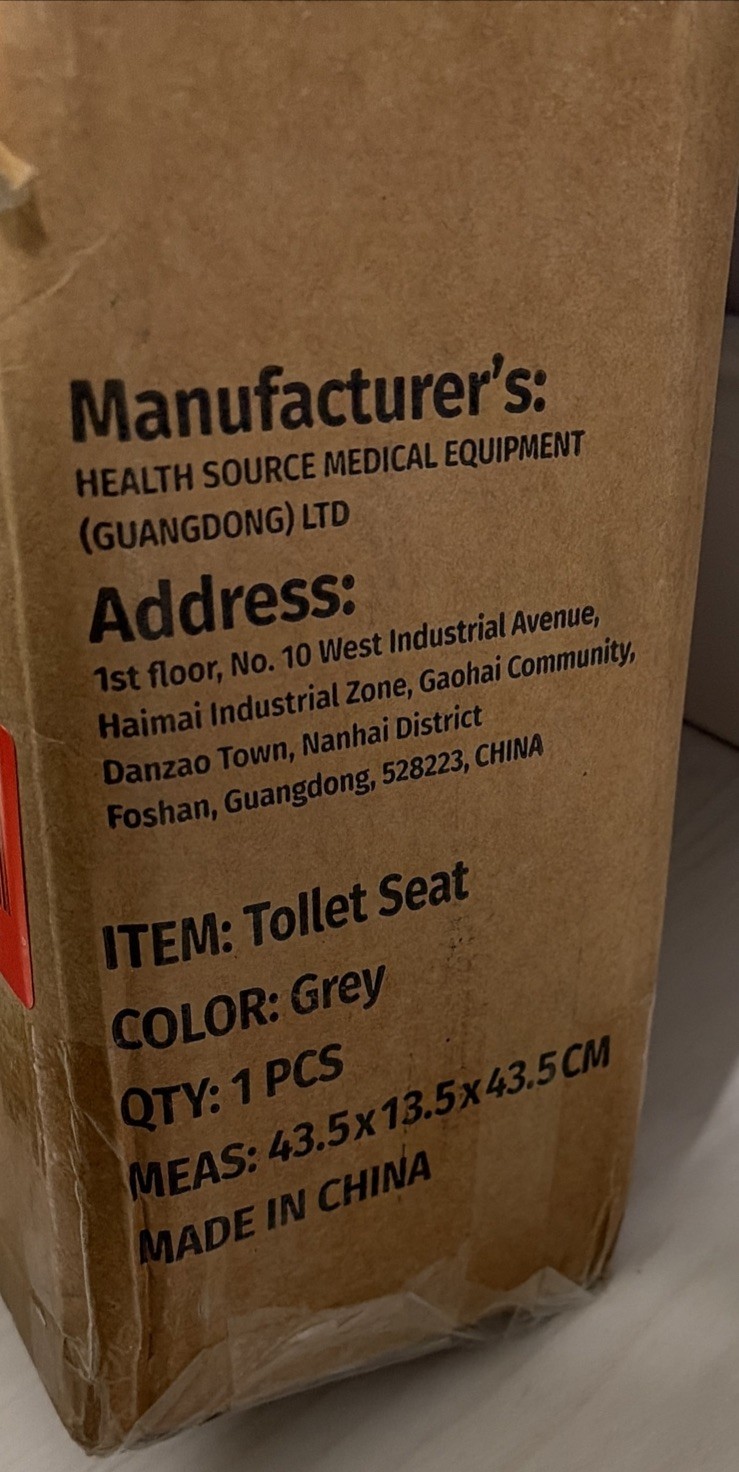 Manufacturer's:
HEALTH SOURCE MEDICAL EQUIPMENT
(GUANGDONG) LTD
Address:
1st floor, No. 10 West Industrial Avenue,
Haimai Industrial Zone, Gaohai Community,
Danzao Town, Nanhai District
Foshan, Guangdong, 528223, CHINA
ITEM: Tollet Seat
COLOR: Grey
QTY: 1 PCS
MEAS: 43.5x13.5x43.5CM
MADE IN CHINA